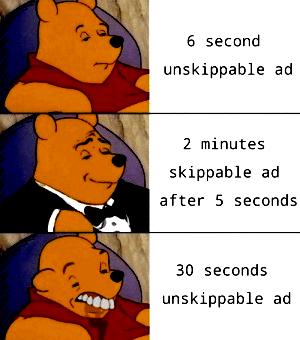 6 second
unskippable ad
2 minutes
skippable ad
after 5 seconds
30 seconds
unskippable ad